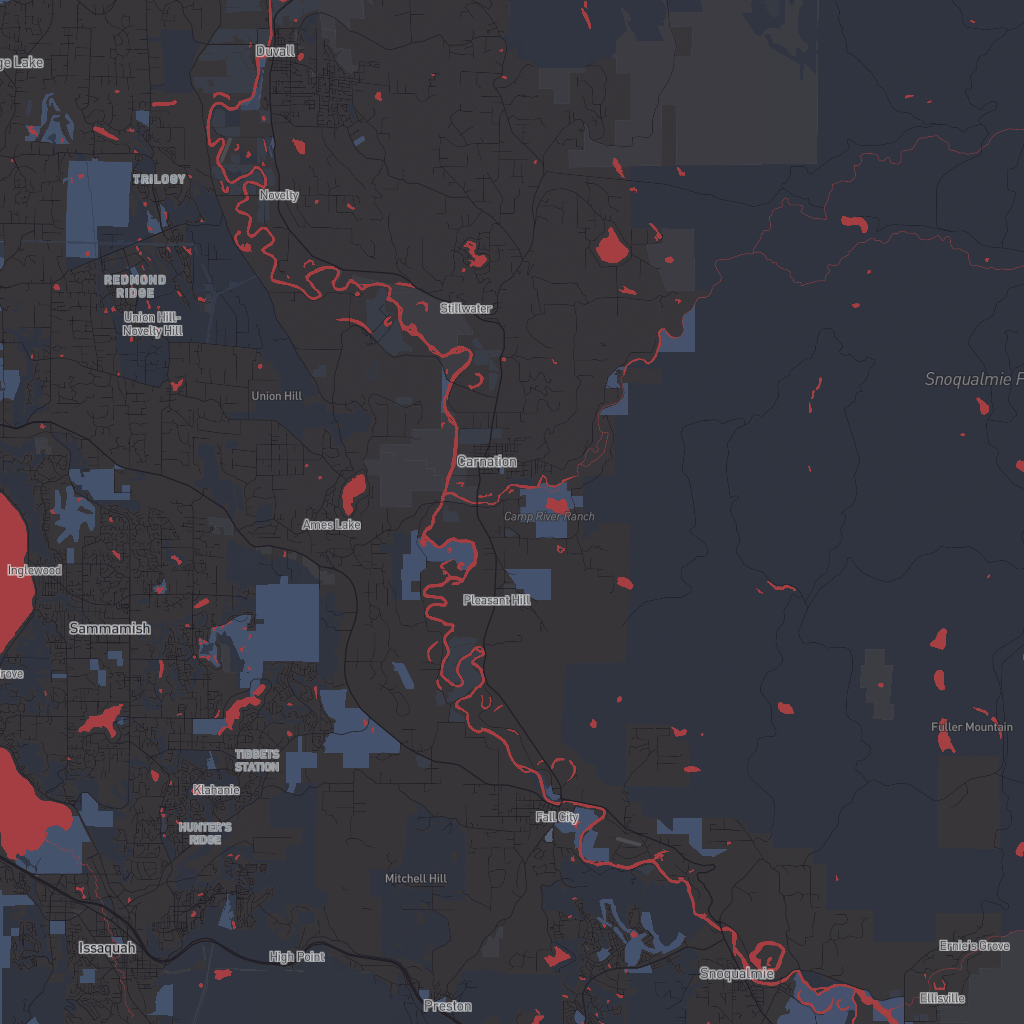 Duvall
ge Lake
TRILOGY
Novelty
REDMOND
RIDGE
Stillwater
Union Hill-
Novelty Hill
Snoqualmie F
Union Hill
Carnation
Camp River Ranch
Ames Lake
Inglewood
Pleasant Hill
Sammamish
rove
Fuller Mountain
TIBBETS
STATION
Klahanie
Fall City
HUNTER'S
RIDGE
Mitchell Hill
Issaquah
High Point
Ernie's Grove
Snoqualmie
Ellisville
Preston